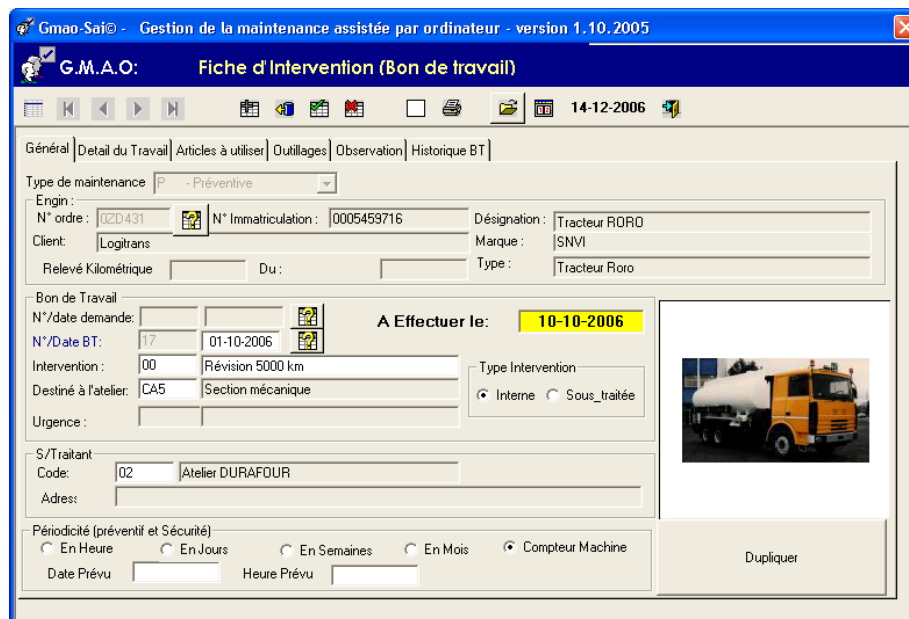 Gmao-Sai© - Gestion de la maintenance assistée par ordinateur - version 1.10.2005
G.M.A.O: Fiche d'Intervention (Bon de travail)
14-12-2006
Général Detail du Travail Articles à utiliser Outillages Observation Historique BT
Type de maintenance P - Préventive
Engin :
N° ordre : 0ZD431 N° Immatriculation : 0005459716 Désignation : Tracteur RORO
Client: Logitrans Marque : SNVI
Relevé Kilométrique Du : Type : Tracteur Roro
Bon de Travail
N°/date demande: A Effectuer le: 10-10-2006
N°/Date BT: 17 01-10-2006
Intervention : 00 Révision 5000 km Type Intervention
Destiné à l'atelier: CA5 Section mécanique Interne Sous_traitée
Urgence :
S/Traitant
Code: 02 Atelier DURAFOUR
Adres:
Périodicité (préventif et Sécurité)
En Heure En Jours En Semaines En Mois Compteur Machine
Date Prévu Heure Prévu Dupliquer